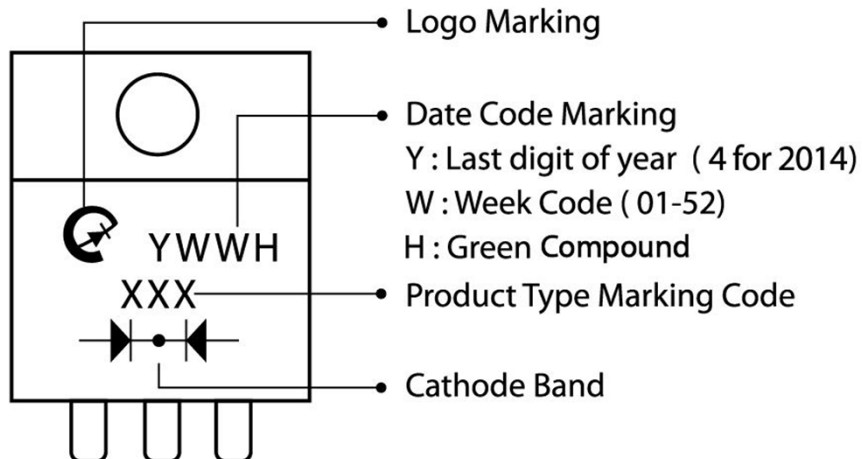 Logo Marking
Date Code Marking
Y : Last digit of year ( 4 for 2014)
W : Week Code ( 01-52)
H : Green Compound
YWWH
XXX
Product Type Marking Code
Cathode Band